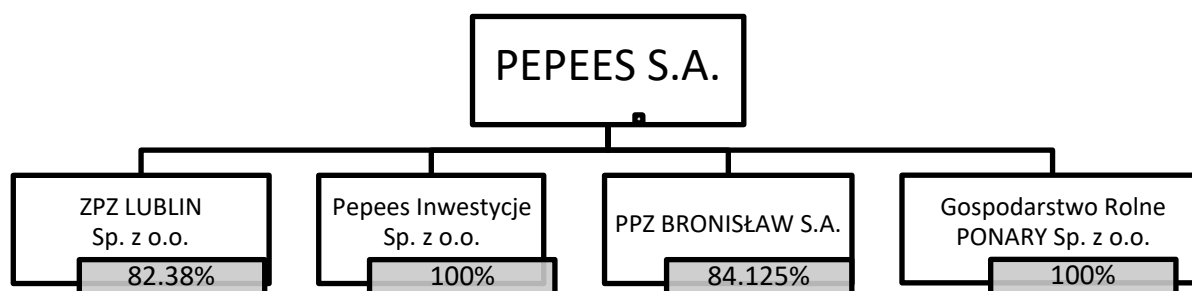 PEPEES S.A.
ZPZ LUBLIN
Sp. z o.o.
82.38%
Pepees Inwestycje
Sp. z o.o.
100%
PPZ BRONISŁAW S.A.
84.125%
Gospodarstwo Rolne
PONARY Sp. z o.o.
100%